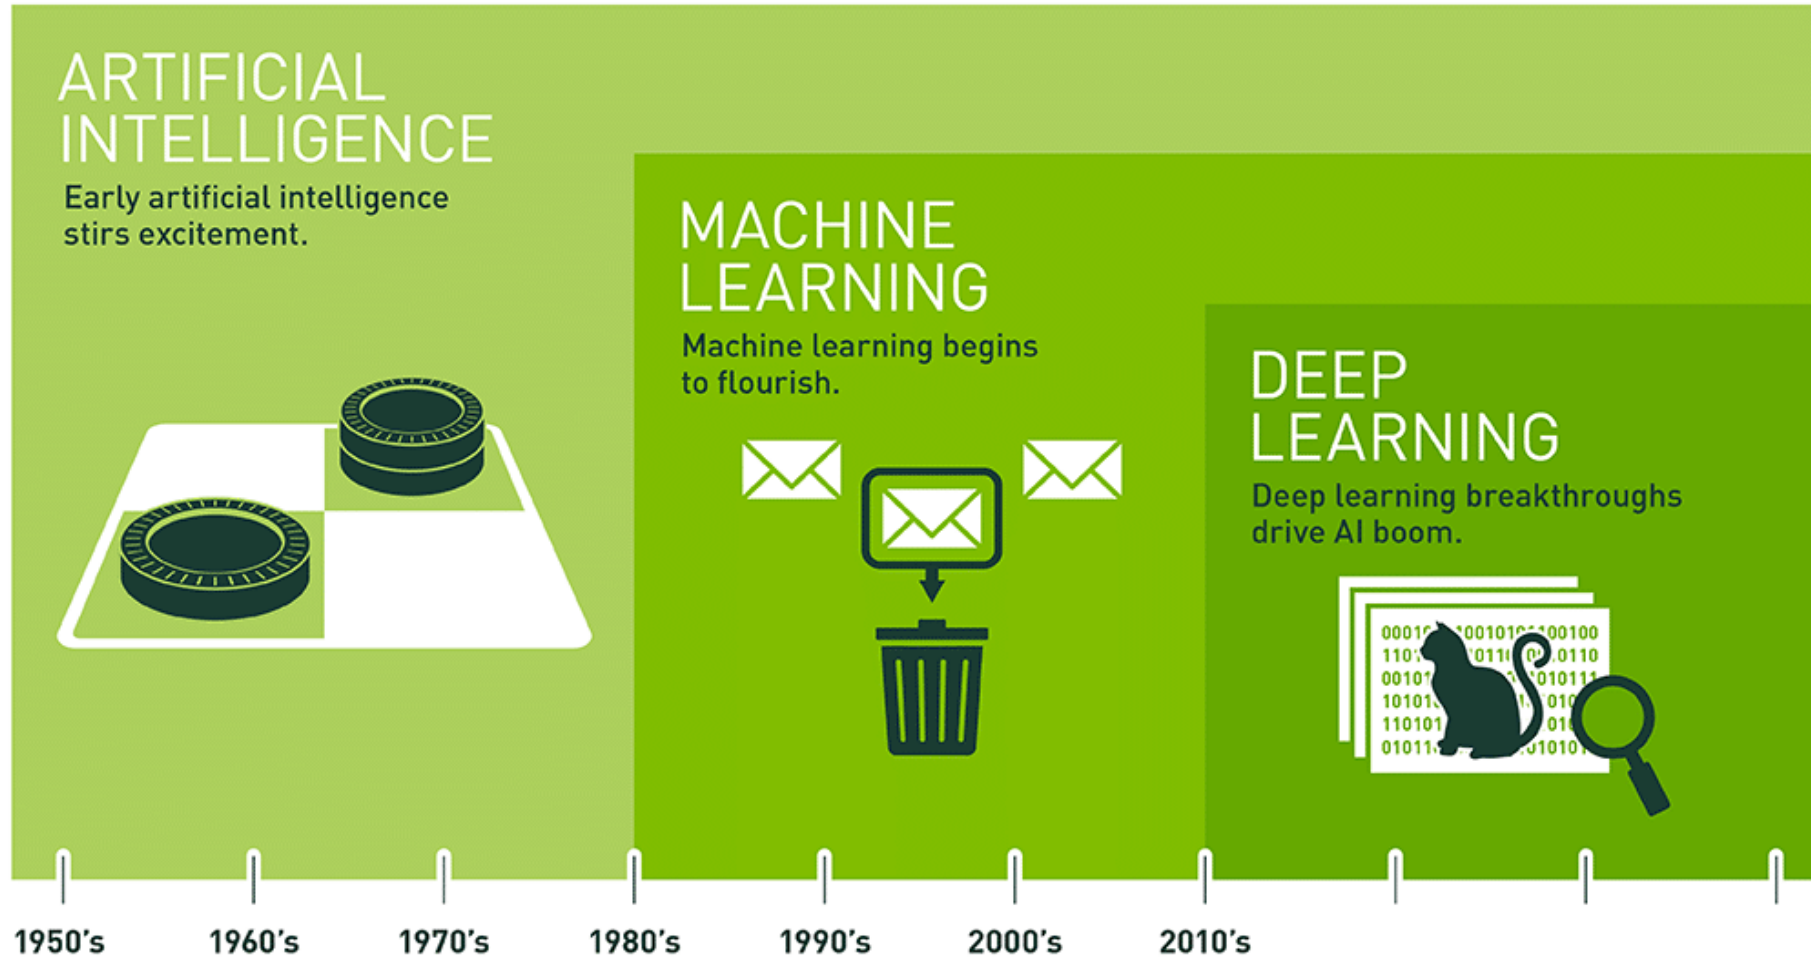 ARTIFICIAL
INTELLIGENCE
Early artificial intelligence
stirs excitement.
MACHINE
LEARNING
Machine learning begins
to flourish.
DEEP
LEARNING
Deep learning breakthroughs
drive AI boom.
1950's 1960's 1970's 1980's 1990's 2000's 2010's